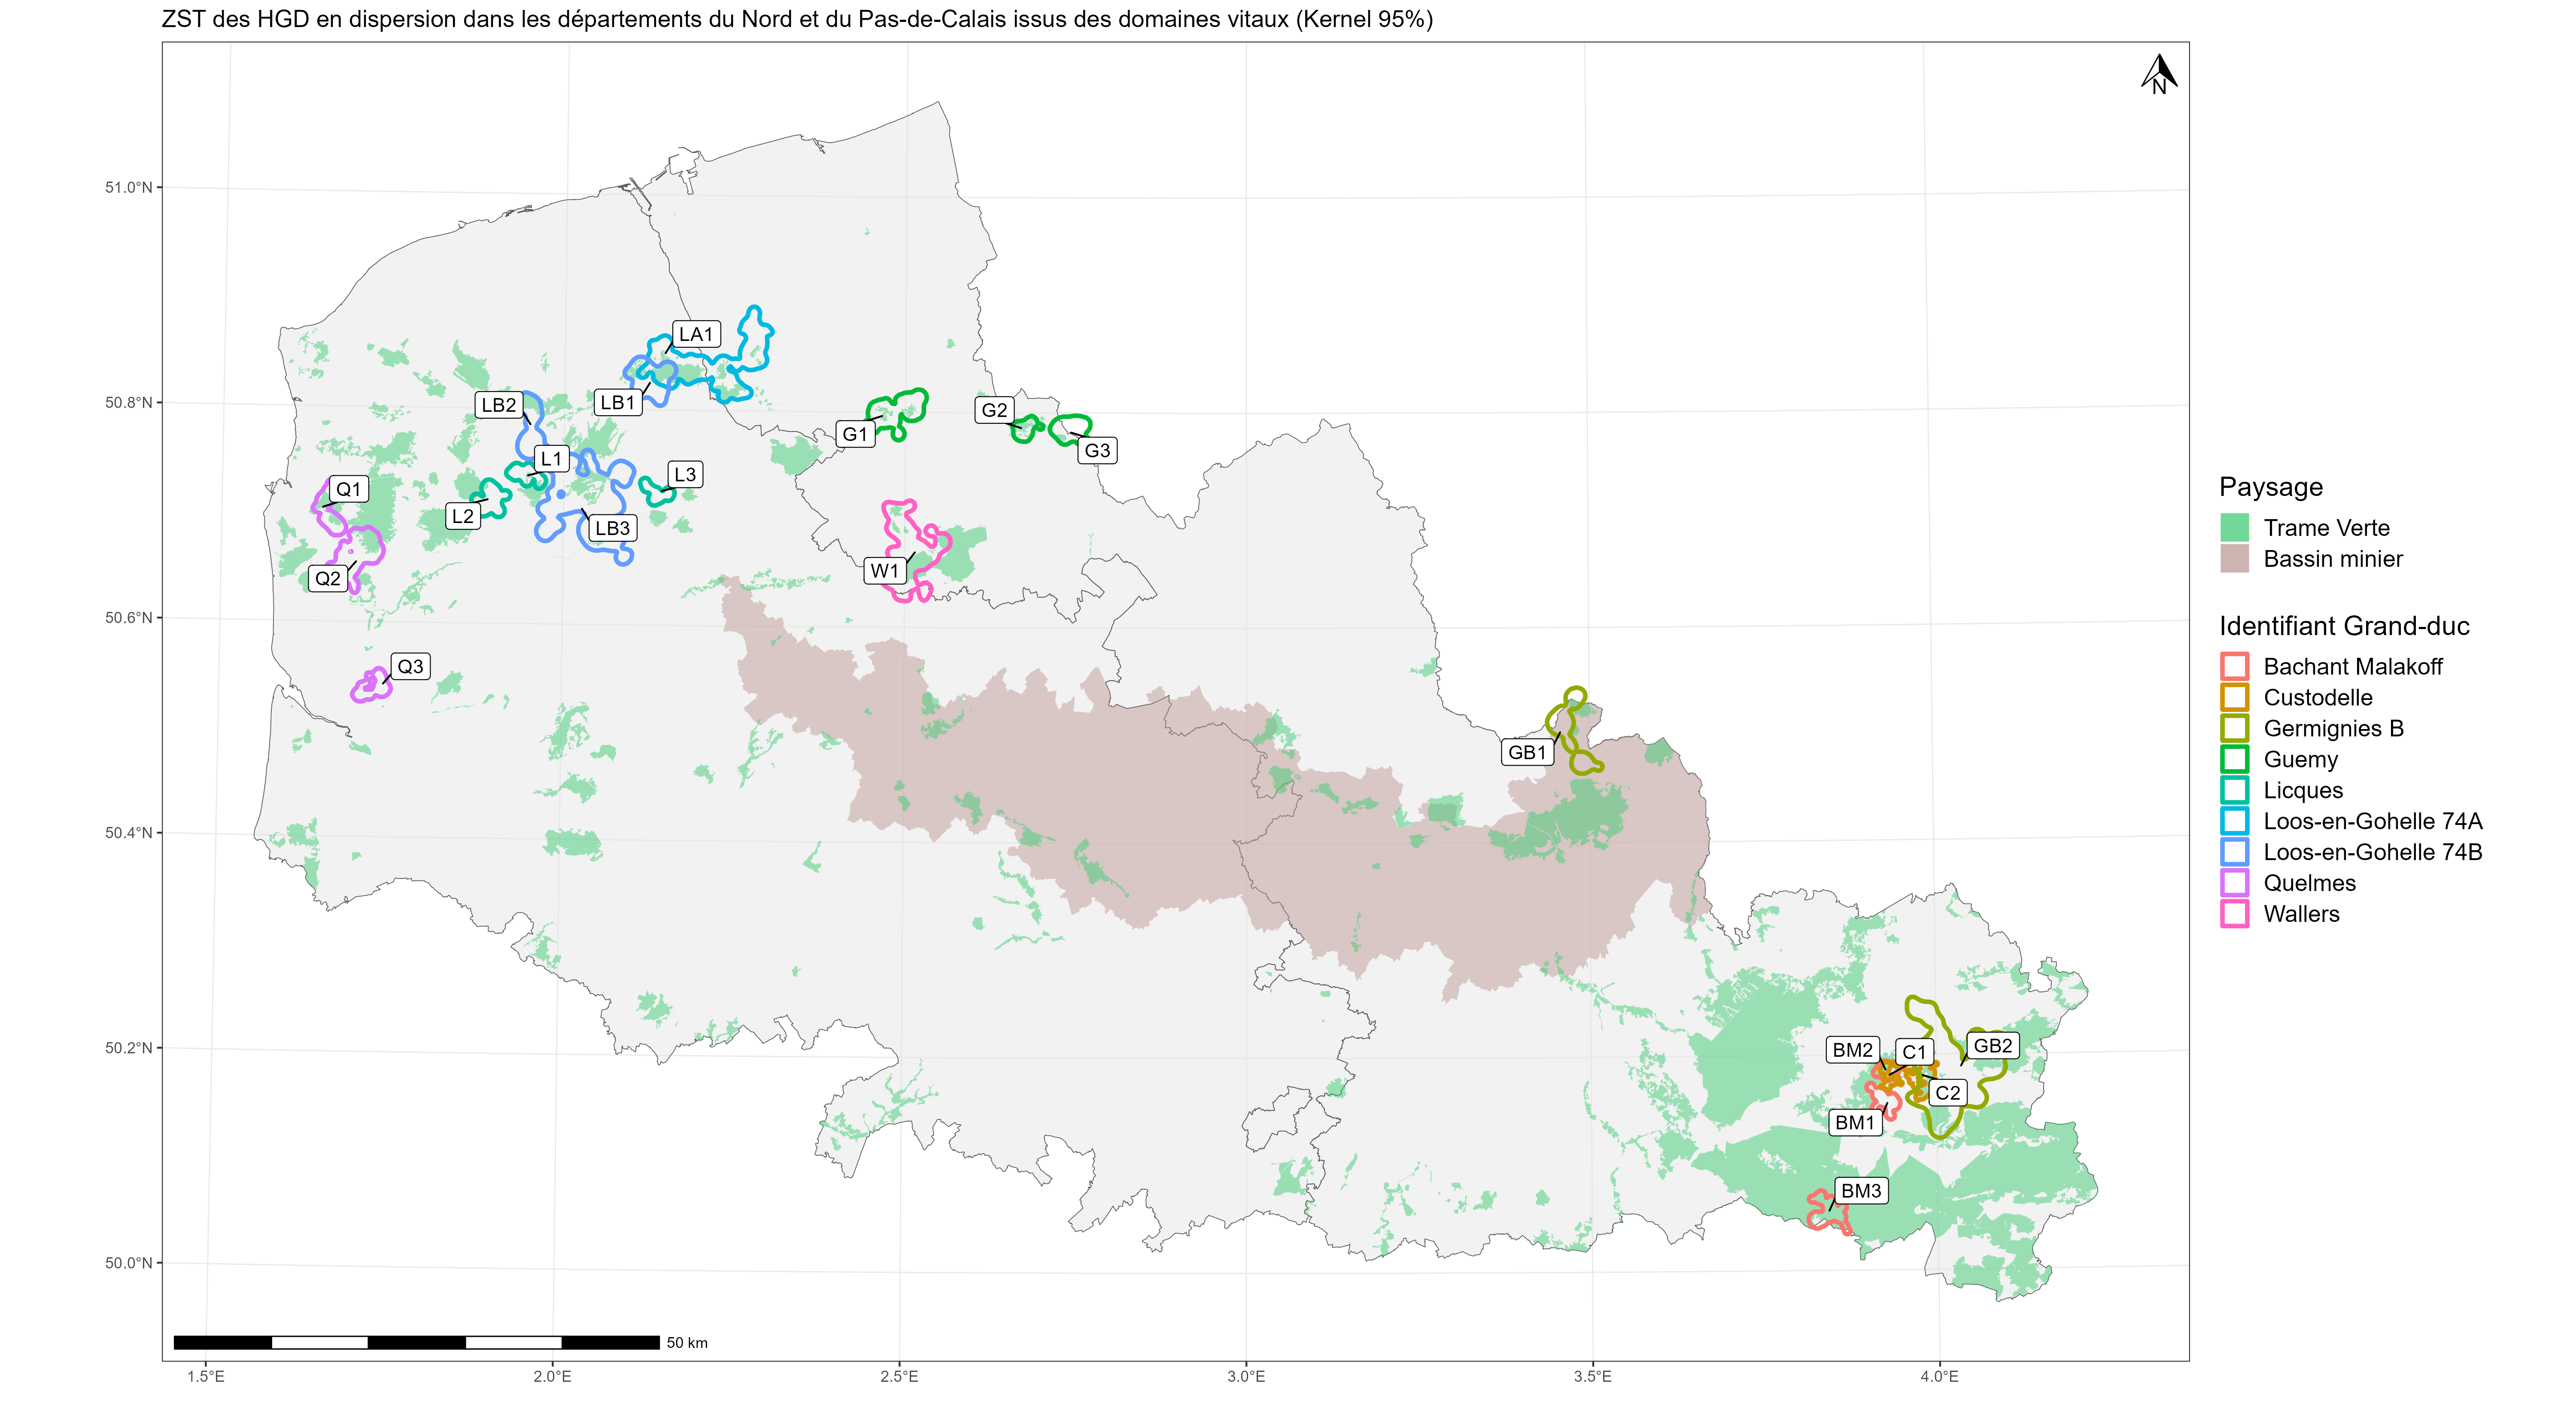 ZST des HGD en dispersion dans les départements du Nord et du Pas-de-Calais issus des domaines vitaux (Kernel 95%)
N
51.0°N
50.8°N
50.6°N
50.4°N
50.2°N
50.0°N
1.5°E
2.0°E
2.5°E
3.0°E
3.5°E
4.0°E
LA1
LB2
LB1
G2
G1
G3
L1
L3
Q1
L2
LB3
W1
Q2
Q3
GB1
BM2
C1
GB2
C2
BM1
BM3
50 km
Paysage
Trame Verte
Bassin minier
Identifiant Grand-duc
Bachant Malakoff
Custodelle
Germignies B
Guemy
Licques
Loos-en-Gohelle 74A
Loos-en-Gohelle 74B
Quelmes
Wallers